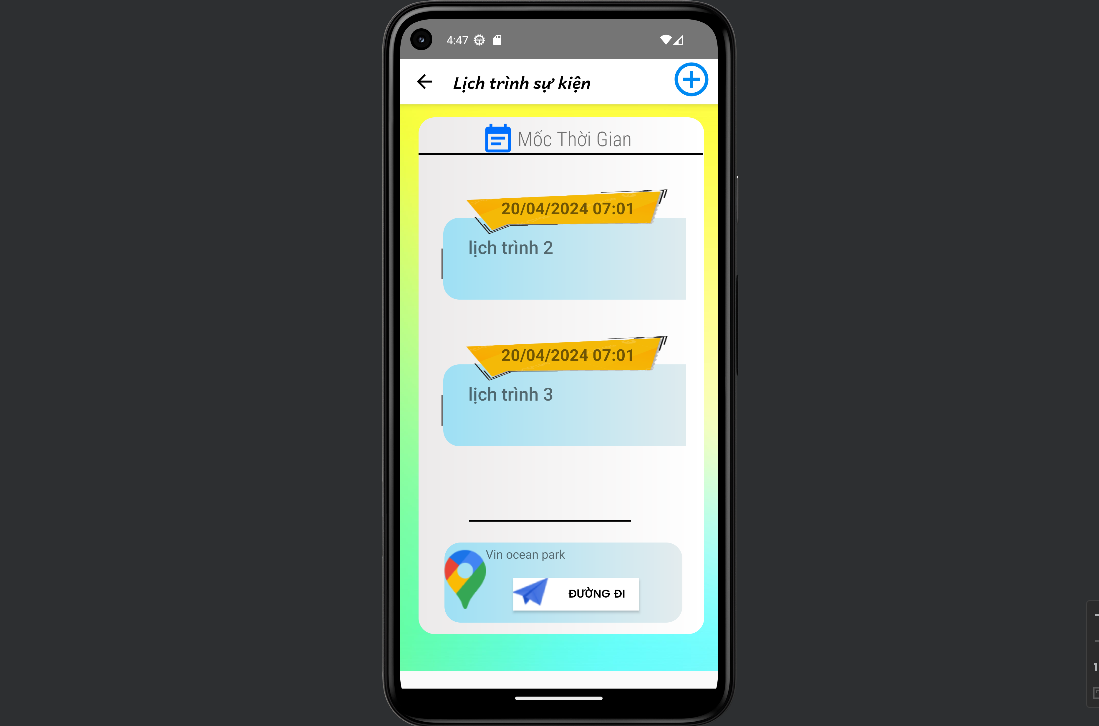 4:47
Lịch trình sự kiện
Mốc Thời Gian
20/04/2024 07:01
lịch trình 2
20/04/2024 07:01
lịch trình 3
Vin ocean park
ĐƯỜNG ĐI
1